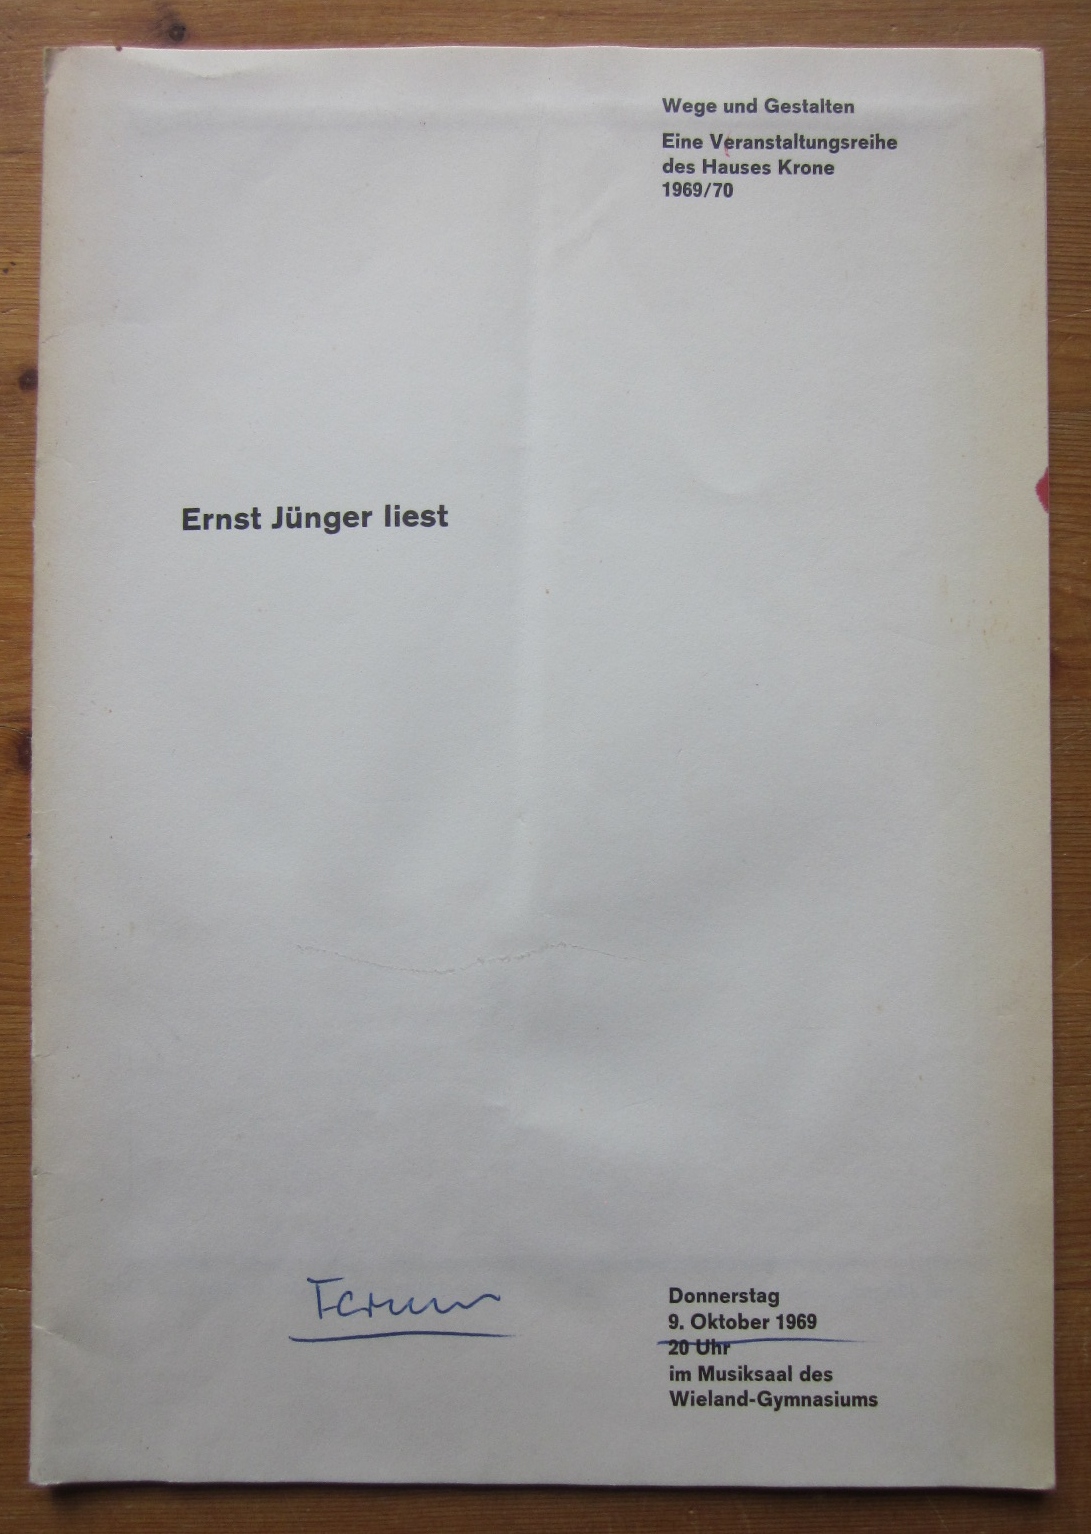 Wege und Gestalten
Eine Veranstaltungsreihe
des Hauses Krone
1969/70
Ernst Jünger liest
Donnerstag
9. Oktober 1969
20 Uhr
im Musiksaal des
Wieland-Gymnasiums